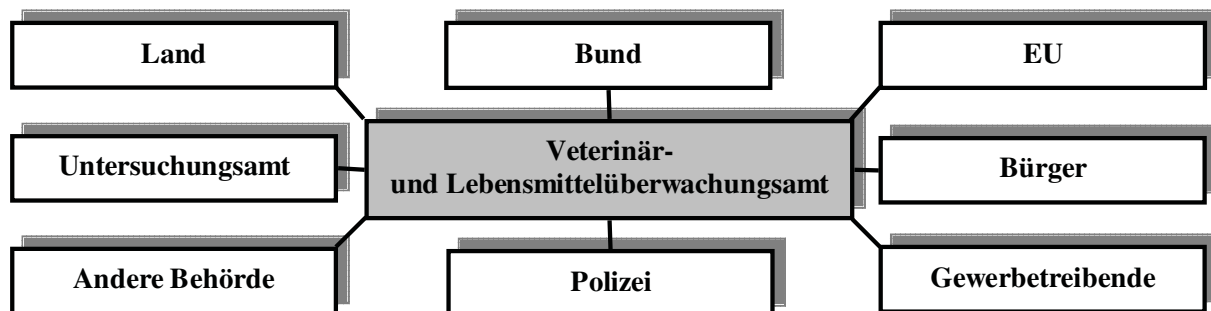 Land
Bund
EU
Untersuchungsamt
Veterinär-
und Lebensmittelüberwachungsamt
Bürger
Andere Behörde
Polizei
Gewerbetreibende